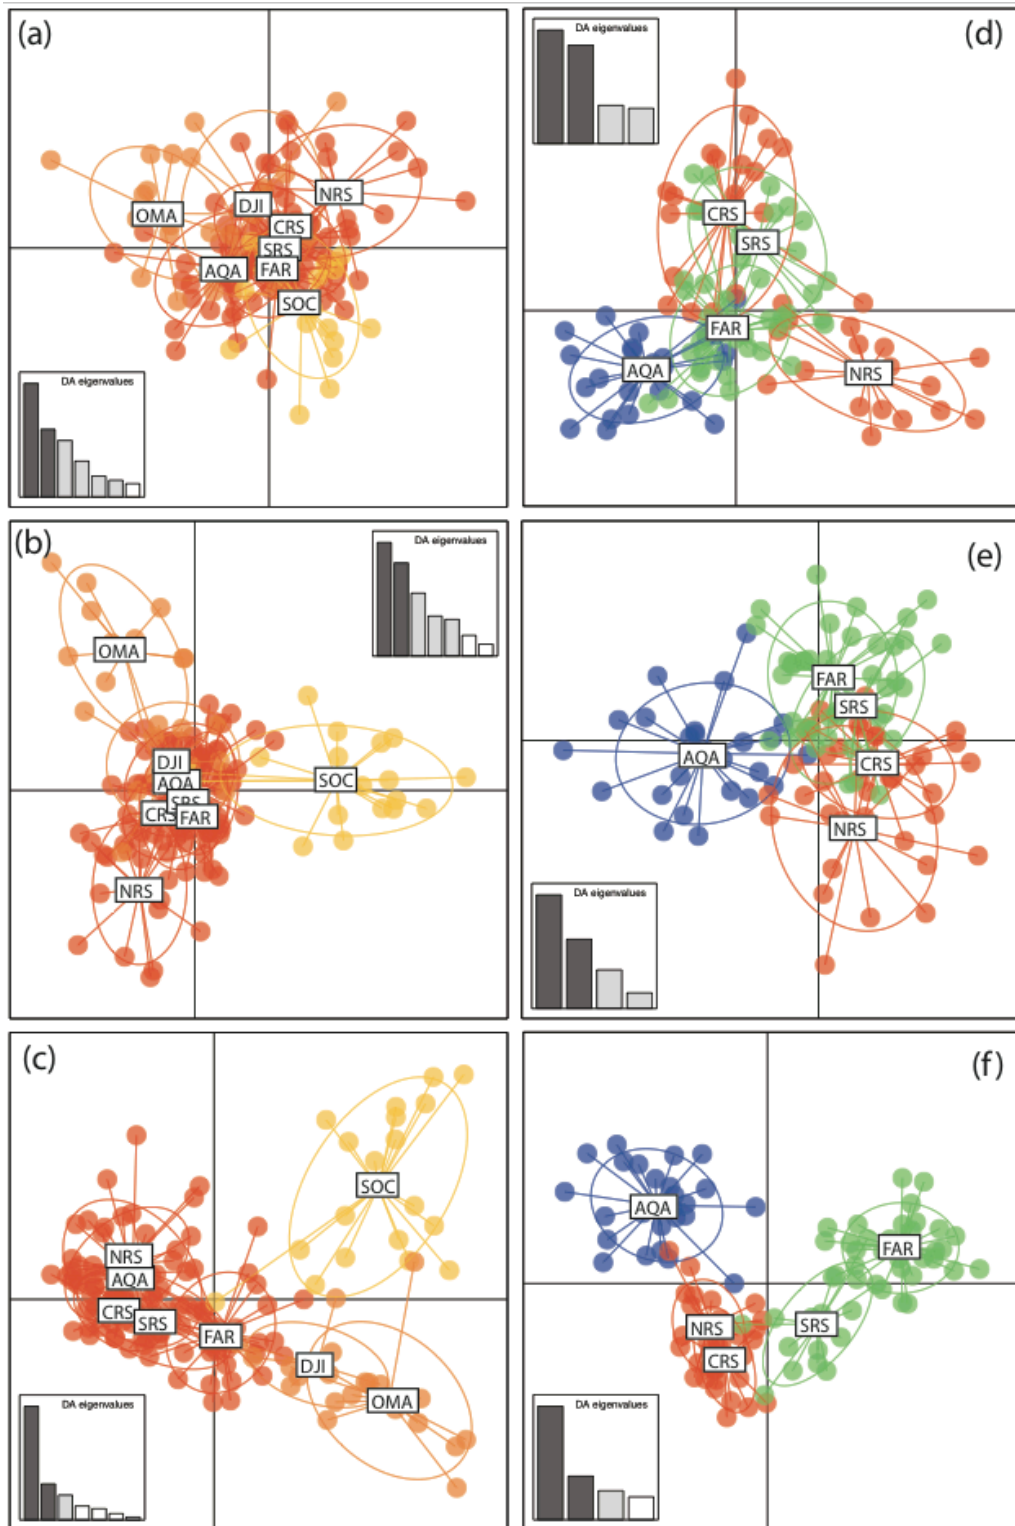 (a)
OMA
DJI
NRS
CRS
SRS
AQA
FAR
SOC
DA eigenvalues
(d)
DA eigenvalues
CRS
SRS
FAR
AQA
NRS
(b)
DA eigenvalues
OMA
DJI
AQA
SOC
SRS
CRS
FAR
NRS
(e)
FAR
SRS
AQA
CRS
NRS
DA eigenvalues
(c)
SOC
NRS
AQA
CRS
SRS
FAR
DJI
OMA
DA eigenvalues
(f)
AQA
FAR
NRS
SRS
CRS
DA eigenvalues